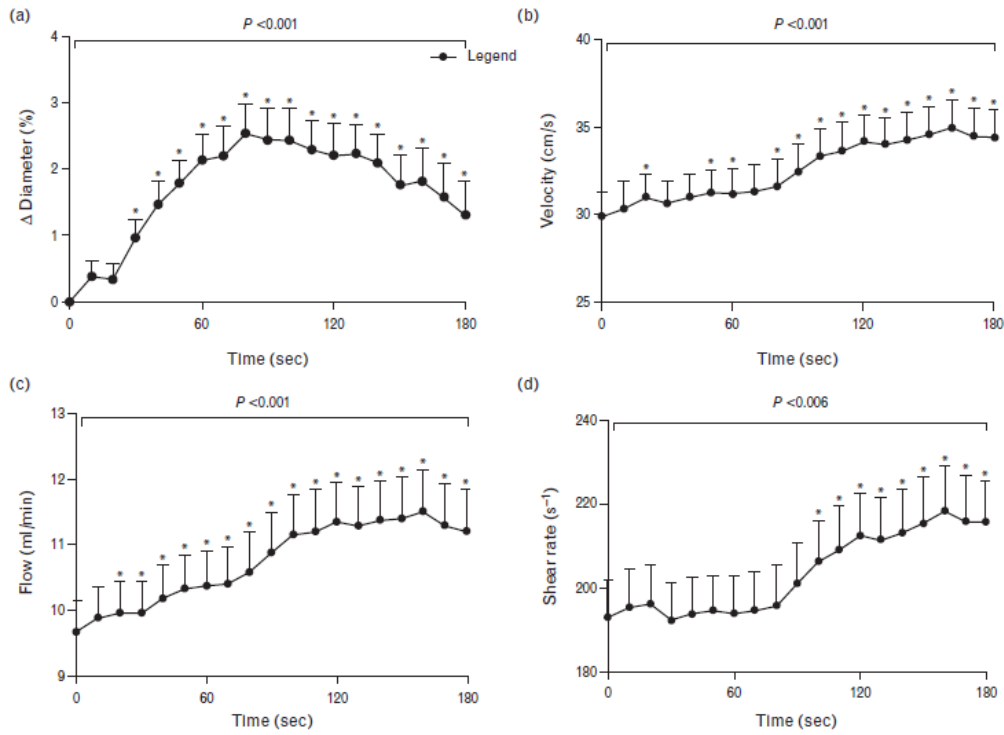 (a)
P <0.001
Legend
Δ Diameter (%)
4
3
2
1
0
0 60 120 180
Time (sec)
(b)
P <0.001
Velocity (cm/s)
40
35
30
25
0 60 120 180
Time (sec)
(c)
P <0.001
Flow (ml/min)
13
12
11
10
9
0 60 120 180
Time (sec)
(d)
P <0.006
Shear rate (s⁻¹)
240
220
200
180
0 60 120 180
Time (sec)